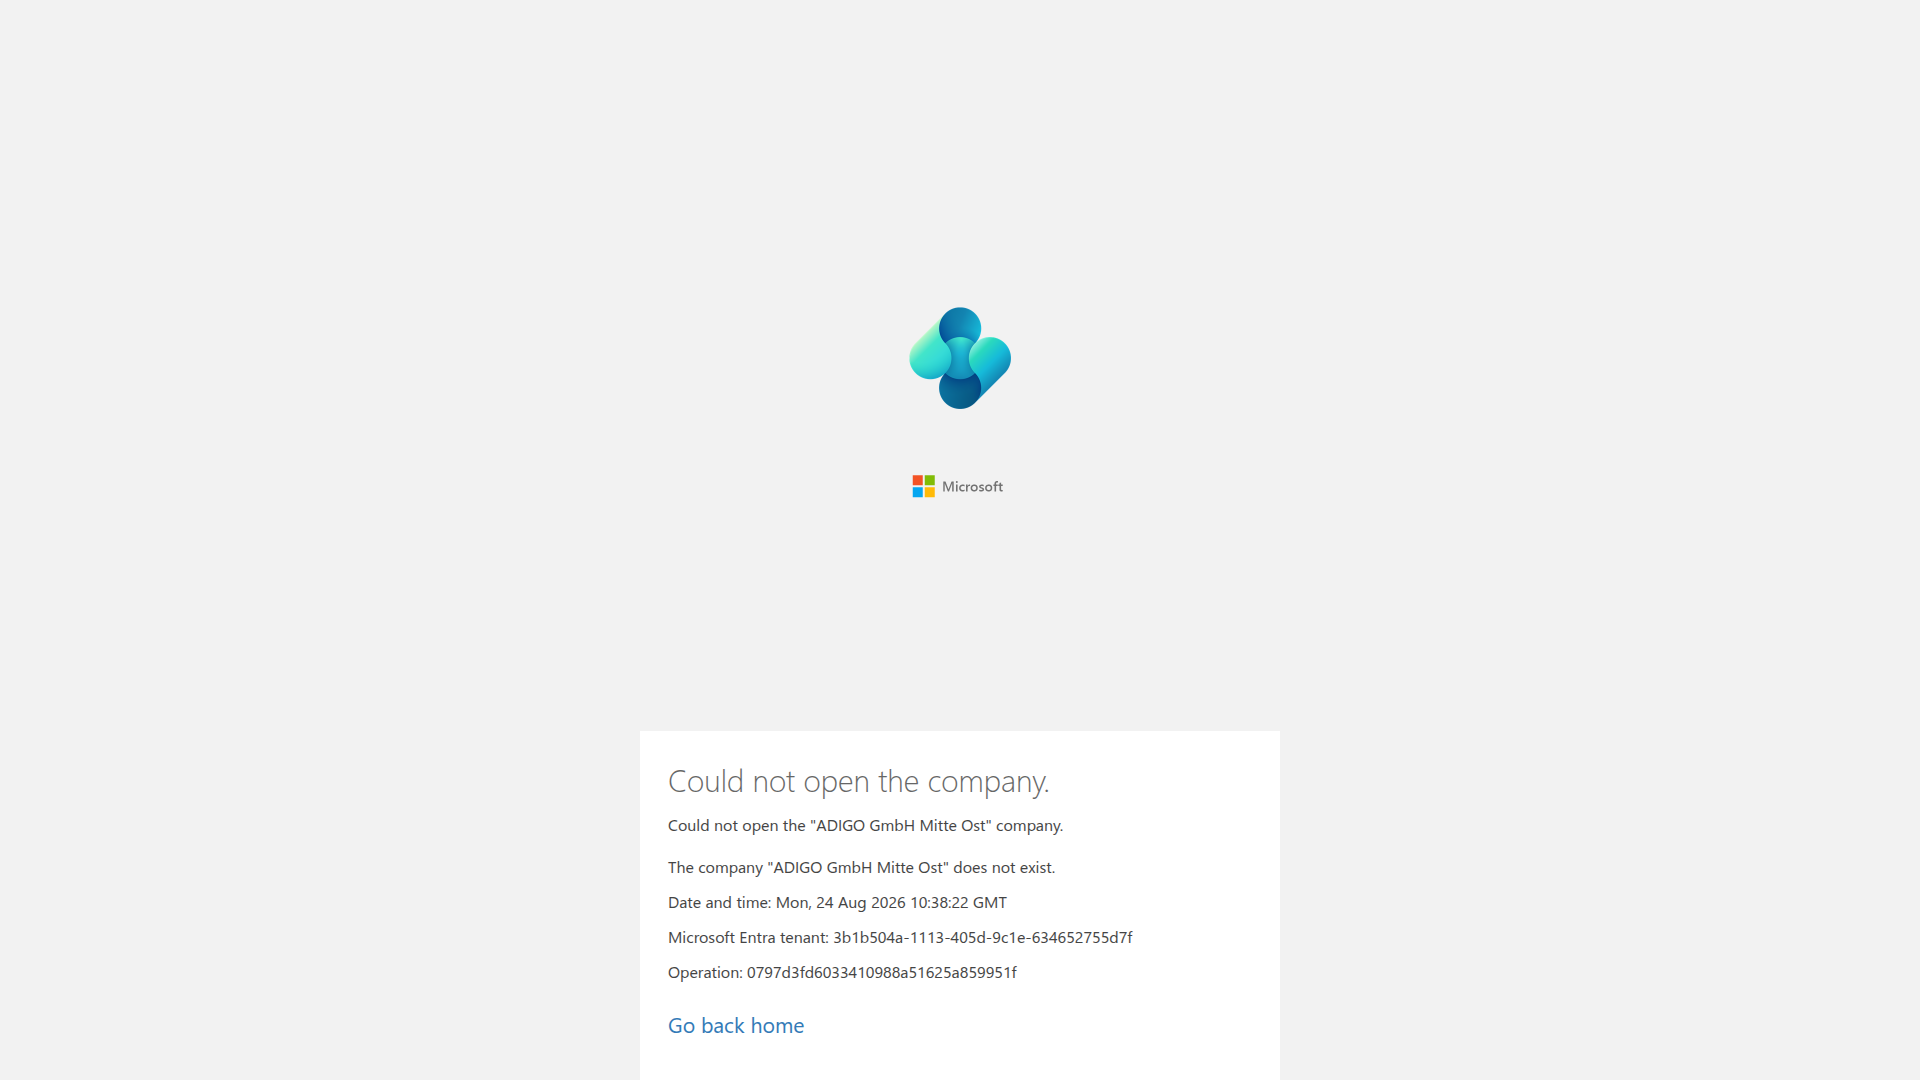 Microsoft
Could not open the company.
Could not open the "ADIGO GmbH Mitte Ost" company.
The company "ADIGO GmbH Mitte Ost" does not exist.
Date and time: Mon, 24 Aug 2026 10:38:22 GMT
Microsoft Entra tenant: 3b1b504a-1113-405d-9c1e-634652755d7f
Operation: 0797d3fd6033410988a51625a859951f
Go back home